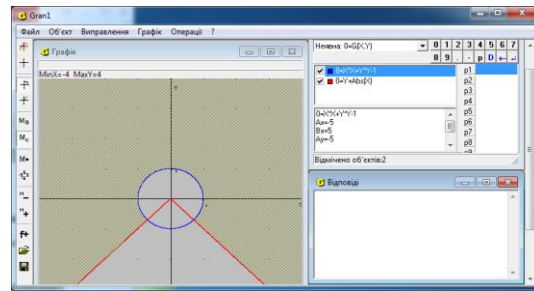 Gran1
Файл Об'єкт Виправлення Графік Операції ?
Графік
MinX=-4 MaxY=4
Неявна: 0=G(X,Y)
0 1 2 3 4 5 6 7
8 9 . - p D ← ↵
0=X*X+Y*Y-1
0=Y+Abs(X)
p1
p2
p3
p4
p5
p6
p7
p8
0=X*X+Y*Y-1
Ax=-5
Bx=5
Ay=-5
Відмічено об'єктів:2
Відповіді